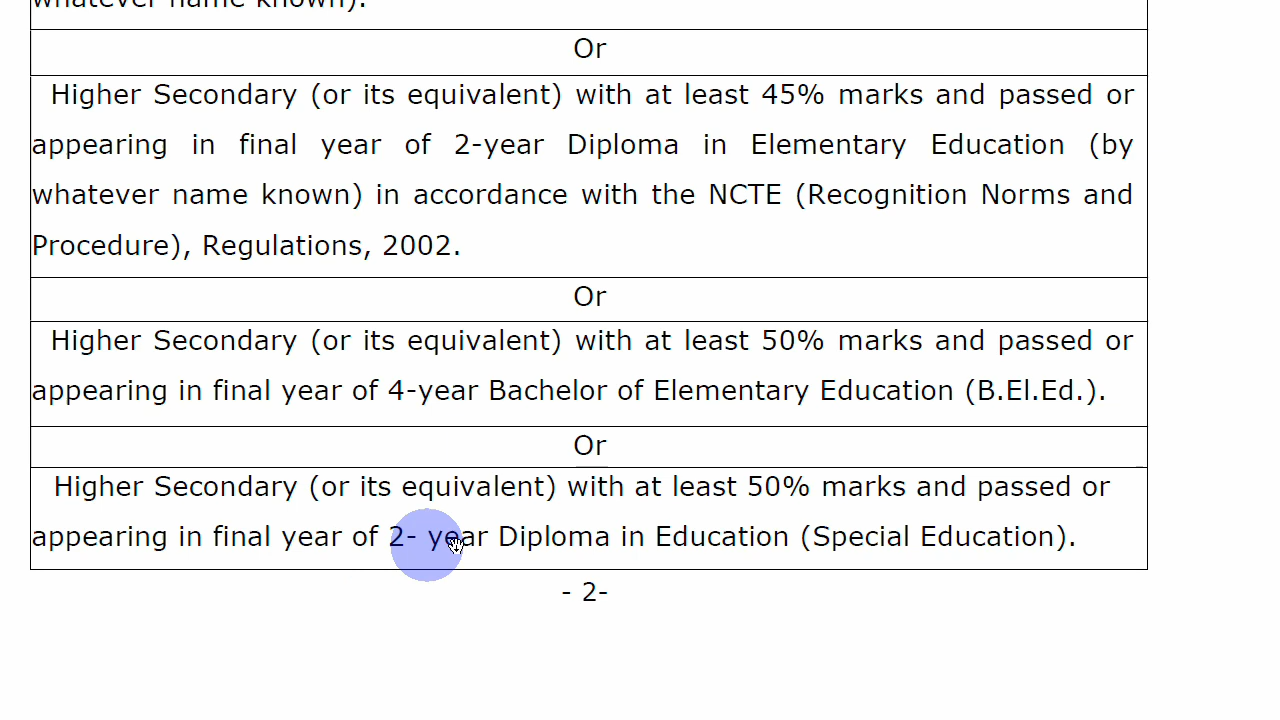 whatever name known).
Or
Higher Secondary (or its equivalent) with at least 45% marks and passed or
appearing in final year of 2-year Diploma in Elementary Education (by
whatever name known) in accordance with the NCTE (Recognition Norms and
Procedure), Regulations, 2002.
Or
Higher Secondary (or its equivalent) with at least 50% marks and passed or
appearing in final year of 4-year Bachelor of Elementary Education (B.El.Ed.).
Or
Higher Secondary (or its equivalent) with at least 50% marks and passed or
appearing in final year of 2- year Diploma in Education (Special Education).
- 2-